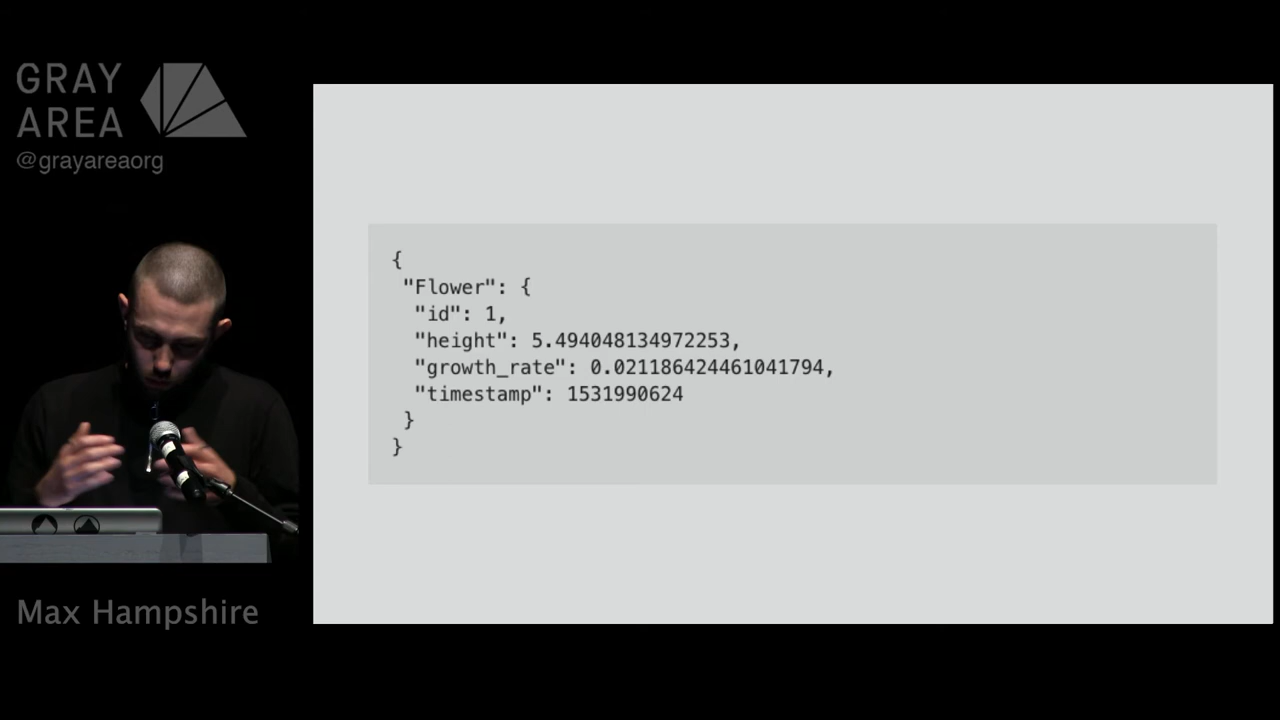 GRAY
AREA
@grayareaorg
{
"Flower": {
"id": 1,
"height": 5.494048134972253,
"growth_rate": 0.021186424461041794,
"timestamp": 1531990624
}
}
Max Hampshire